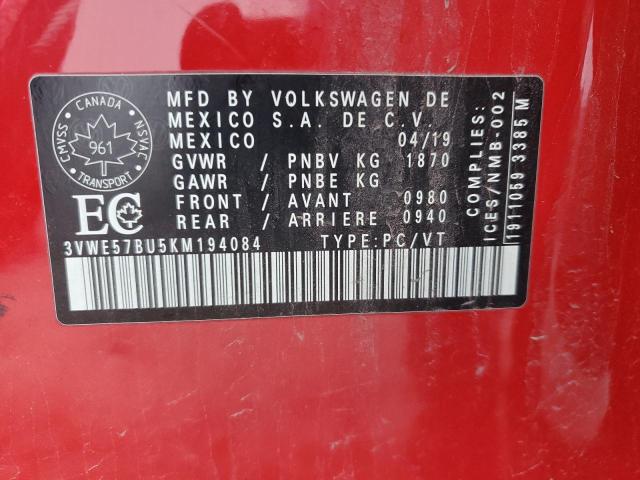 CANADA
CMVSS
NSVAC
961
TRANSPORT
EC
MFD BY VOLKSWAGEN DE
MEXICO S.A. DE C.V.
MEXICO 04/19
GVWR / PNBV KG 1870
GAWR / PNBE KG
FRONT / AVANT 0980
REAR / ARRIERE 0940
3VWE57BU5KM194084 TYPE:PC/VT
COMPLIES:
ICES/NMB-002
1911059 3385 M